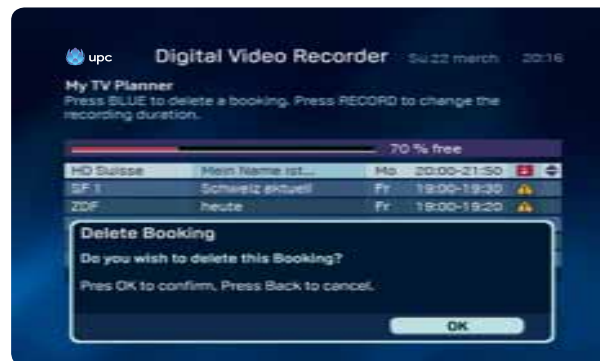 upc Digital Video Recorder Su 22 march 20:16
My TV Planner
Press BLUE to delete a booking. Press RECORD to change the
recording duration.
70 % free
HD Suisse Mein Name ist... Mo 20:00-21:50
SF 1 Schweiz aktuell Fr 19:00-19:30
ZDF heute Fr 19:00-19:20
Delete Booking
Do you wish to delete this Booking?
Pres OK to confirm, Press Back to cancel.
OK